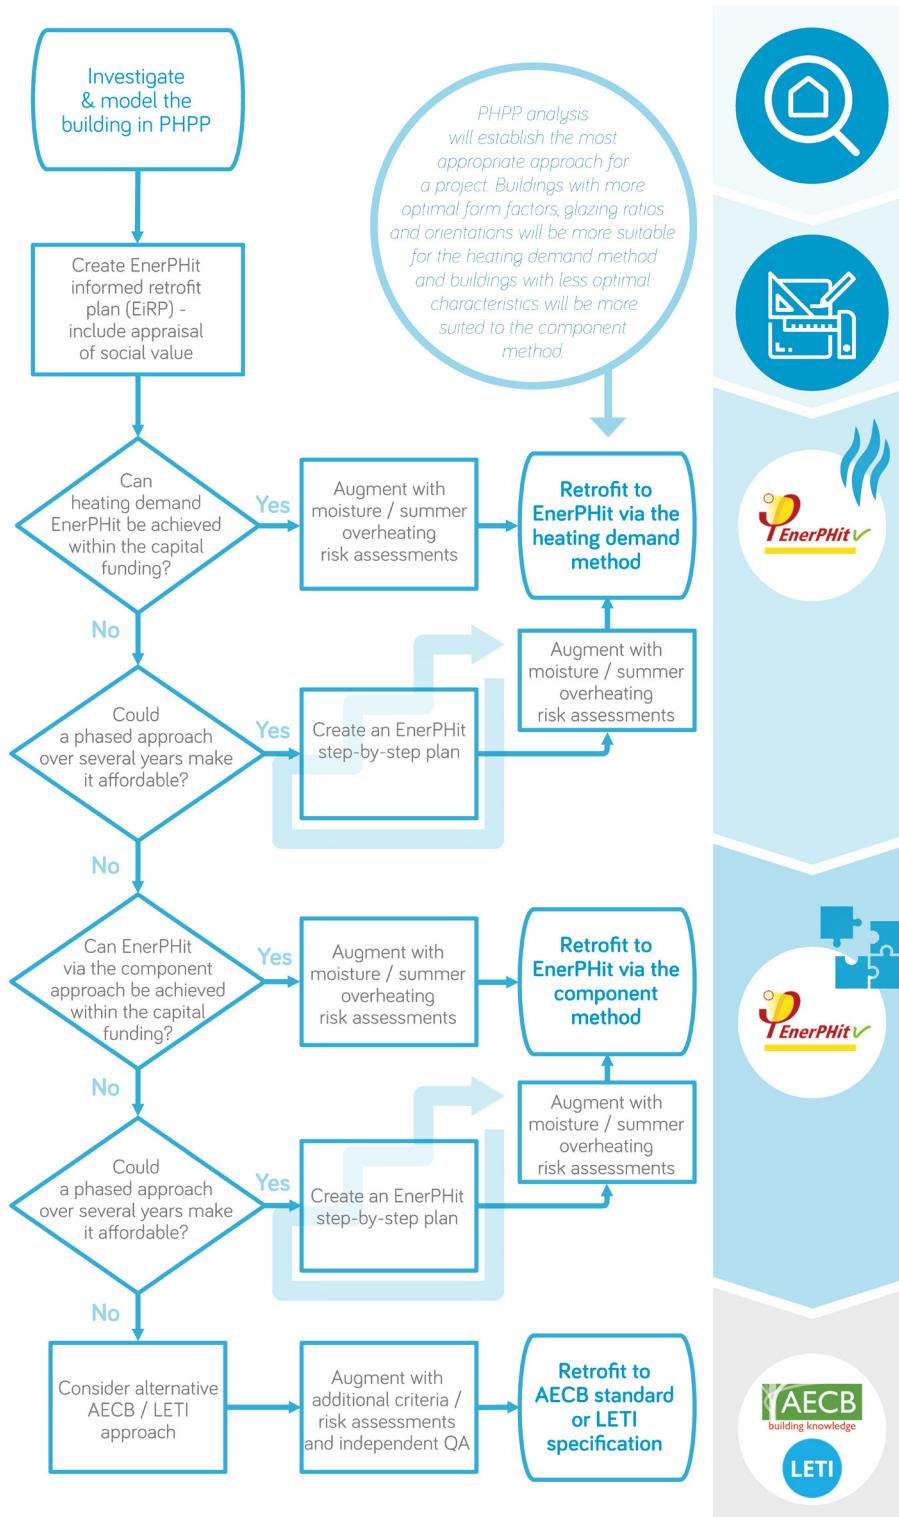 Investigate
& model the
building in PHPP
PHPP analysis
will establish the most
appropriate approach for
a project. Buildings with more
optimal form factors, glazing ratios
and orientations will be more suitable
for the heating demand method
and buildings with less optimal
characteristics will be more
suited to the component
method.
Create EnerPHit
informed retrofit
plan (EiRP) -
include appraisal
of social value
Can
heating demand
EnerPHit be achieved
within the capital
funding?
Yes
Augment with
moisture / summer
overheating
risk assessments
Retrofit to
EnerPHit via the
heating demand
method
EnerPHit
No
Could
a phased approach
over several years make
it affordable?
Yes
Create an EnerPHit
step-by-step plan
Augment with
moisture / summer
overheating
risk assessments
No
Can EnerPHit
via the component
approach be achieved
within the capital
funding?
Yes
Augment with
moisture / summer
overheating
risk assessments
Retrofit to
EnerPHit via the
component
method
EnerPHit
No
Could
a phased approach
over several years make
it affordable?
Yes
Create an EnerPHit
step-by-step plan
Augment with
moisture / summer
overheating
risk assessments
No
Consider alternative
AECB / LETI
approach
Augment with
additional criteria /
risk assessments
and independent QA
Retrofit to
AECB standard
or LETI
specification
AECB
building knowledge
LETI